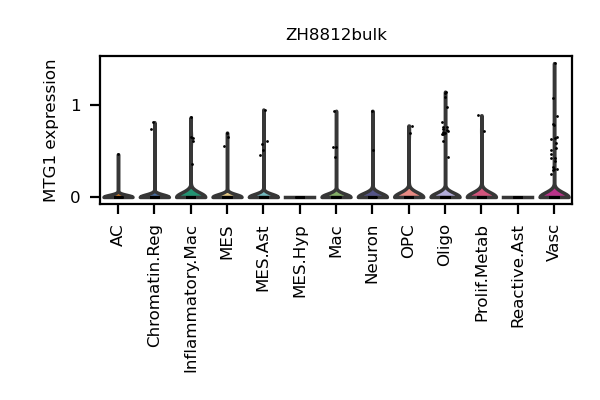 ZH8812bulk
MTG1 expression
1
0
AC
Chromatin.Reg
Inflammatory.Mac
MES
MES.Ast
MES.Hyp
Mac
Neuron
OPC
Oligo
Prolif.Metab
Reactive.Ast
Vasc